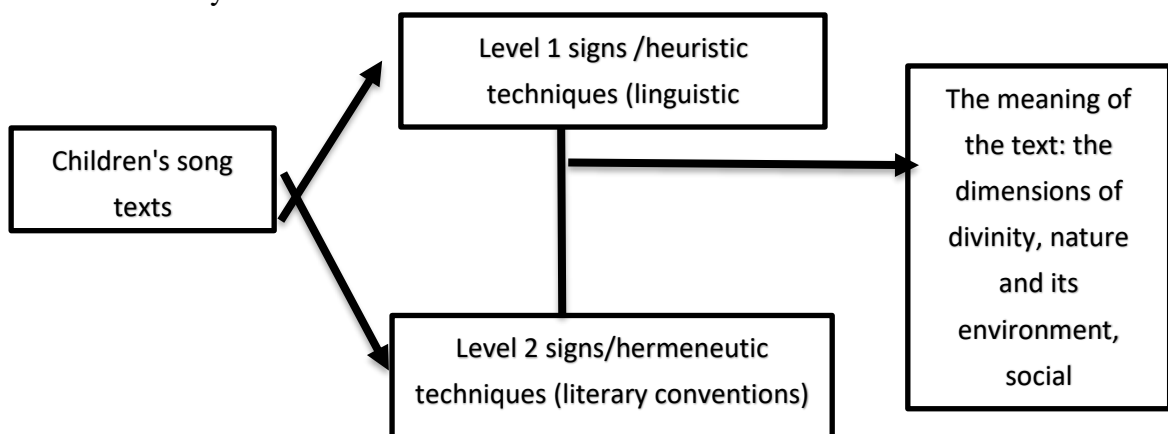 Children's song
texts
Level 1 signs /heuristic
techniques (linguistic
Level 2 signs/hermeneutic
techniques (literary conventions)
The meaning of
the text: the
dimensions of
divinity, nature
and its
environment,
social